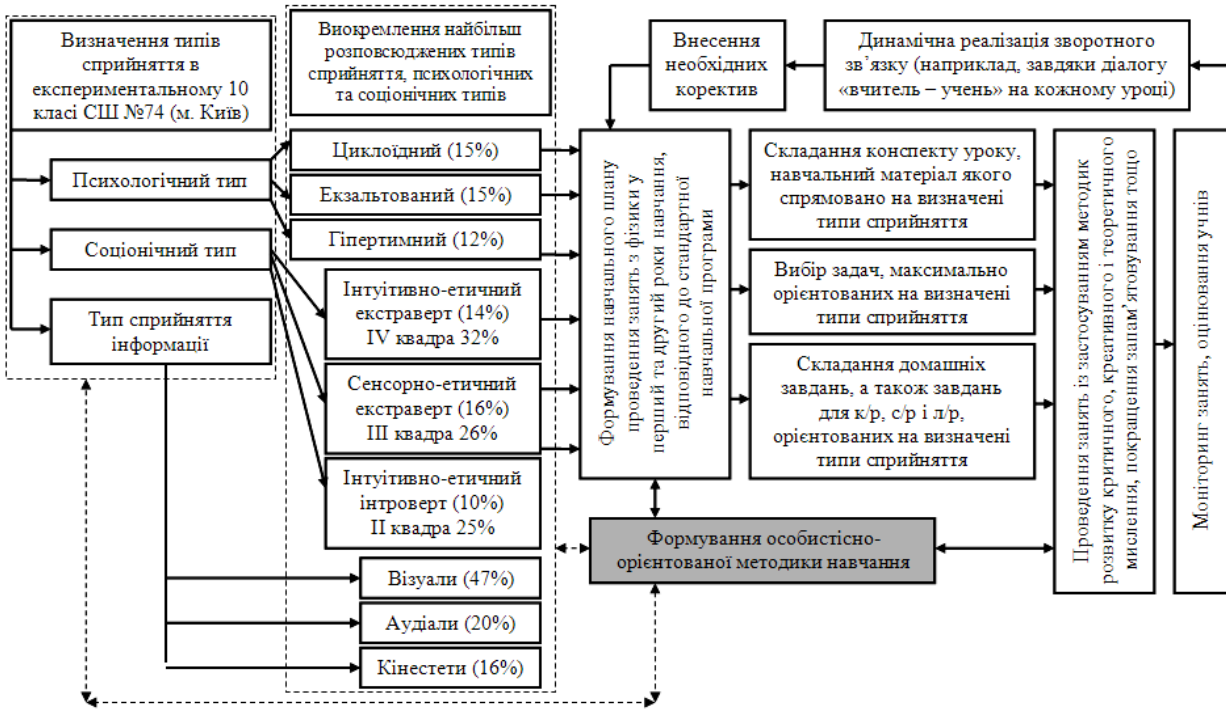 Визначення типів
сприйняття в
експериментальному 10
класі СШ №74 (м. Київ)
Психологічний тип
Соціонічний тип
Тип сприйняття
інформації
Виокремлення найбільш
розповсюджених типів
сприйняття, психологічних
та соціонічних типів
Циклоїдний (15%)
Екзальтований (15%)
Гіпертимний (12%)
Інтуїтивно-етичний
екстраверт (14%)
IV квадра 32%
Сенсорно-етичний
екстраверт (16%)
III квадра 26%
Інтуїтивно-етичний
інтроверт (10%)
II квадра 25%
Візуали (47%)
Аудіали (20%)
Кінестети (16%)
Внесення
необхідних
коректив
Динамічна реалізація зворотного
зв’язку (наприклад, завдяки діалогу
«вчитель – учень» на кожному уроці)
Формування навчального плану
проведення занять з фізики у
перший та другий роки навчання,
відповідного до стандартної
навчальної програми
Складання конспекту уроку,
навчальний матеріал якого
спрямовано на визначені
типи сприйняття
Вибір задач, максимально
орієнтованих на визначені
типи сприйняття
Складання домашніх
завдань, а також завдань
для к/р, с/р і л/р,
орієнтованих на визначені
типи сприйняття
Формування особистісно-
орієнтованої методики навчання
Проведення занять із застосуванням методик
розвитку критичного, креативного і теоретичного
мислення, покращення запам’ятовування тощо
Моніторинг занять, оцінювання учнів